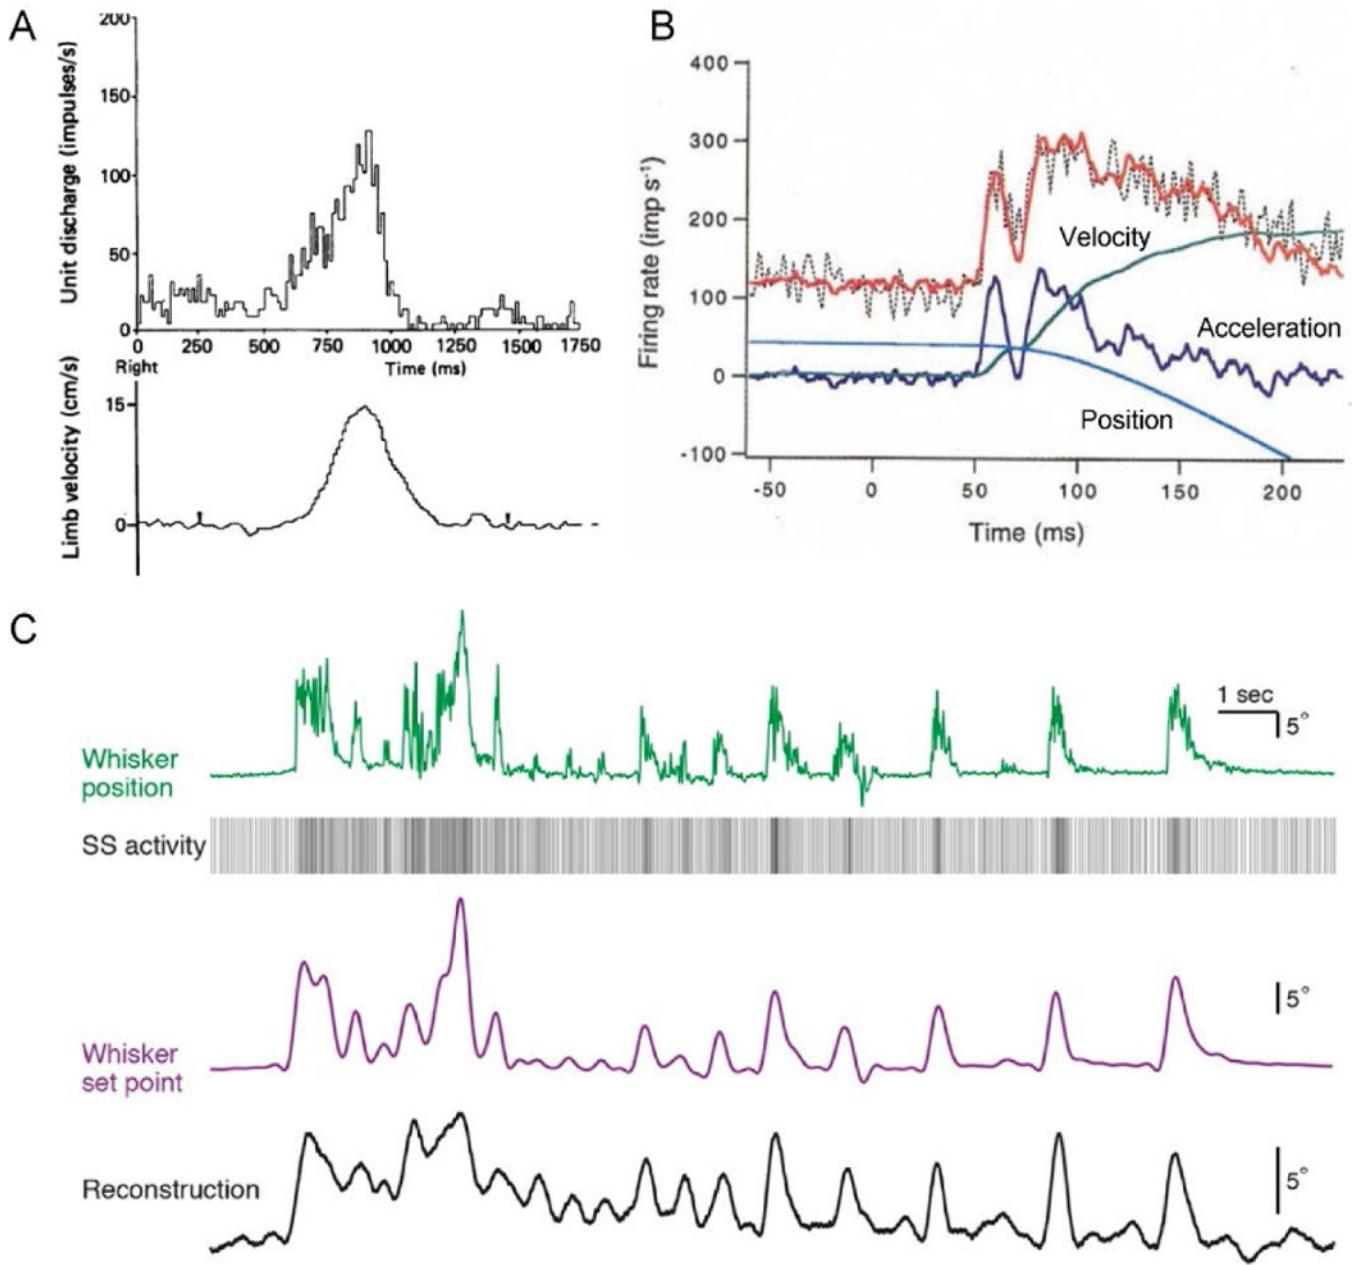 A
Unit discharge (impulses/s)
200
150
100
50
0
0 250 500 750 1000 1250 1500 1750
Right
Time (ms)
Limb velocity (cm/s)
15
0
B
Firing rate (imp s⁻¹)
400
300
200
100
0
-100
Velocity
Acceleration
Position
-50 0 50 100 150 200
Time (ms)
C
1 sec
5°
Whisker
position
SS activity
5°
Whisker
set point
Reconstruction
5°